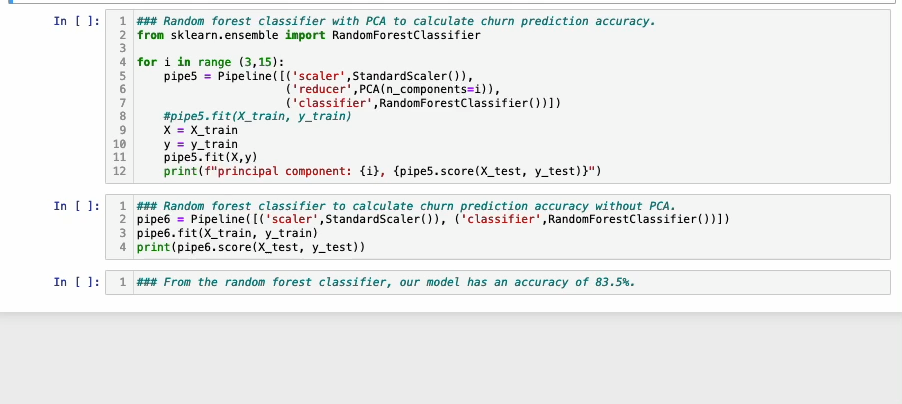 In [ ]:
1 ### Random forest classifier with PCA to calculate churn prediction accuracy.
2 from sklearn.ensemble import RandomForestClassifier
3
4 for i in range (3,15):
5     pipe5 = Pipeline([('scaler',StandardScaler()),
6                       ('reducer',PCA(n_components=i)),
7                       ('classifier',RandomForestClassifier())])
8     #pipe5.fit(X_train, y_train)
9     X = X_train
10     y = y_train
11     pipe5.fit(X,y)
12     print(f"principal component: {i}, {pipe5.score(X_test, y_test)}")
In [ ]:
1 ### Random forest classifier to calculate churn prediction accuracy without PCA.
2 pipe6 = Pipeline([('scaler',StandardScaler()), ('classifier',RandomForestClassifier())])
3 pipe6.fit(X_train, y_train)
4 print(pipe6.score(X_test, y_test))
In [ ]:
1 ### From the random forest classifier, our model has an accuracy of 83.5%.